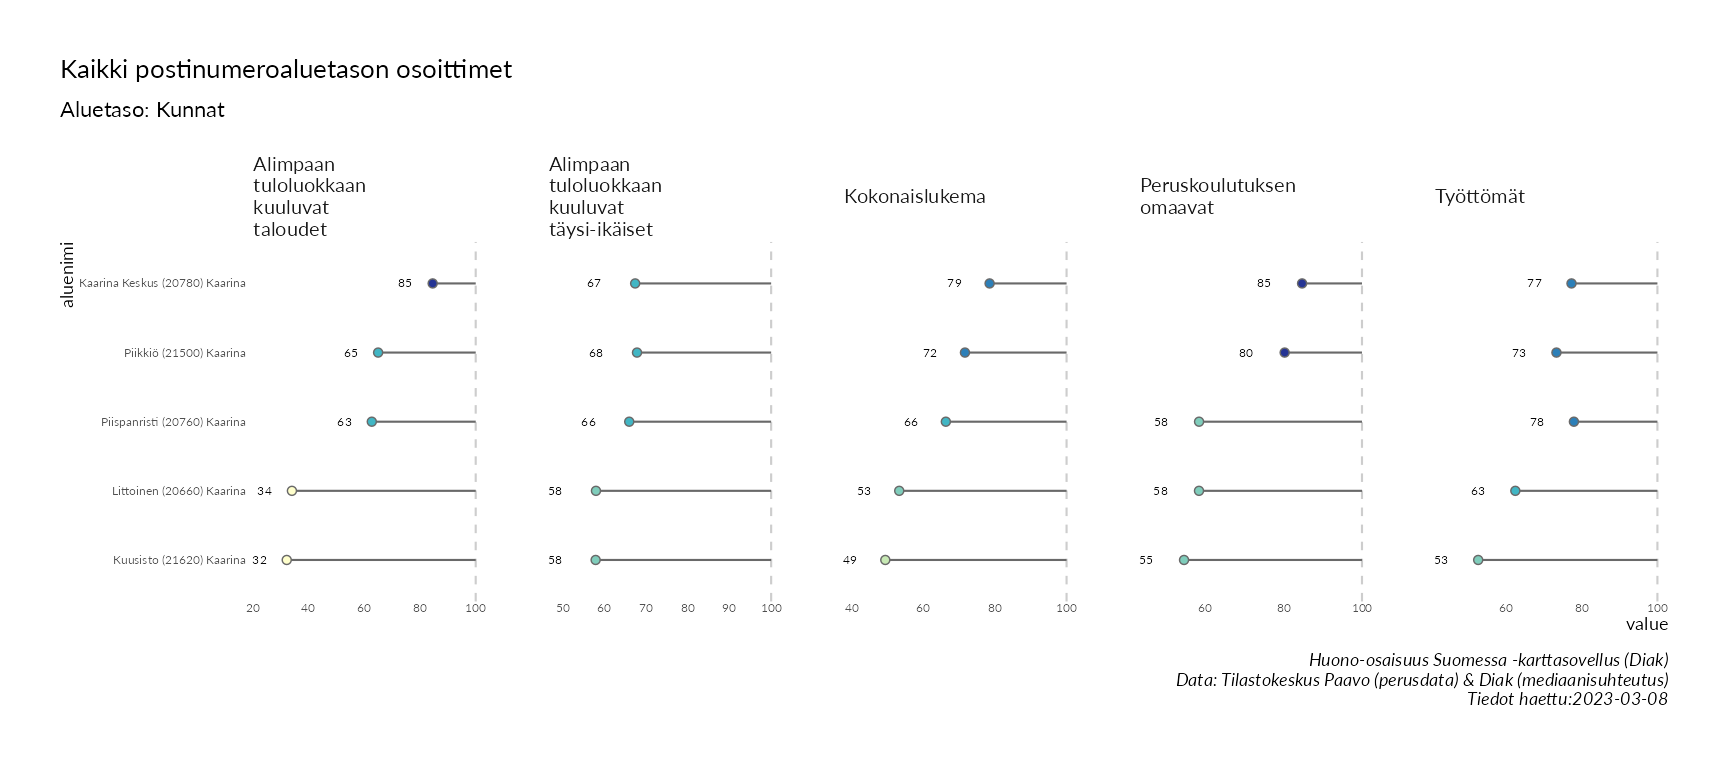 Kaikki postinumeroaluetason osoittimet
Aluetaso: Kunnat
Alimpaan
tuloluokkaan
kuuluvat
taloudet
Alimpaan
tuloluokkaan
kuuluvat
täysi-ikäiset
Kokonaislukema
Peruskoulutuksen
omaavat
Työttömät
aluenimi
Kaarina Keskus (20780) Kaarina 85 67 79 85 77
Piikkiö (21500) Kaarina 65 68 72 80 73
Piispanristi (20760) Kaarina 63 66 66 58 78
Littoinen (20660) Kaarina 34 58 53 58 63
Kuusisto (21620) Kaarina 32 58 49 55 53
20 40 60 80 100 50 60 70 80 90 100 40 60 80 100 60 80 100 60 80 100
value
Huono-osaisuus Suomessa -karttasovellus (Diak)
Data: Tilastokeskus Paavo (perusdata) & Diak (mediaanisuhteutus)
Tiedot haettu:2023-03-08